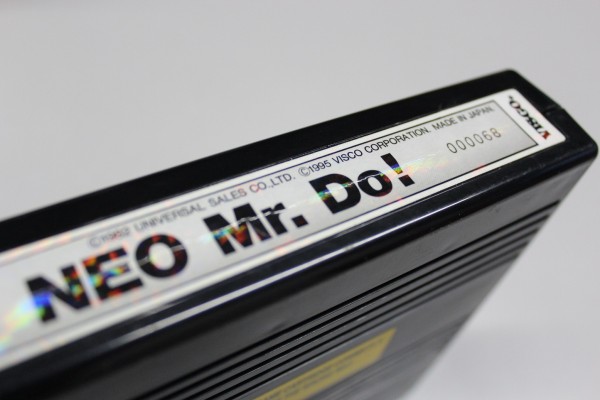 ©1982 UNIVERSAL SALES CO.,LTD. ©1995 VISCO CORPORATION. MADE IN JAPAN.
NEO Mr. Do!
000068
VISCO